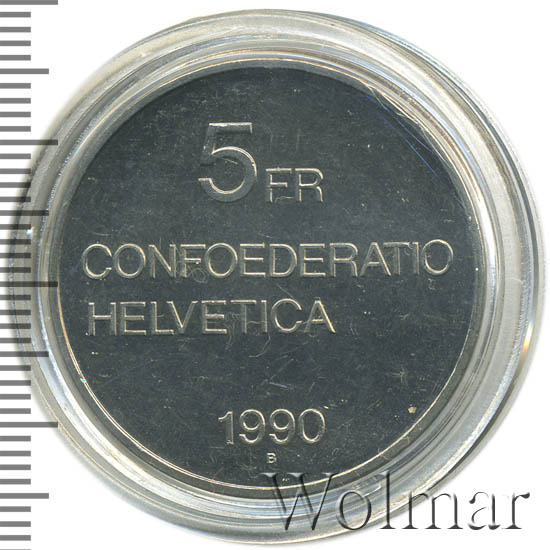 5 FR
CONFOEDERATIO
HELVETICA
1990
B
Wolmar